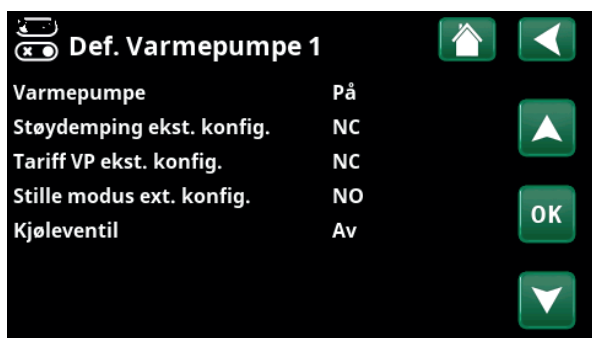 Def. Varmepumpe 1
Varmepumpe På
Støydemping ekst. konfig. NC
Tariff VP ekst. konfig. NC
Stille modus ext. konfig. NO
Kjøleventil Av
OK